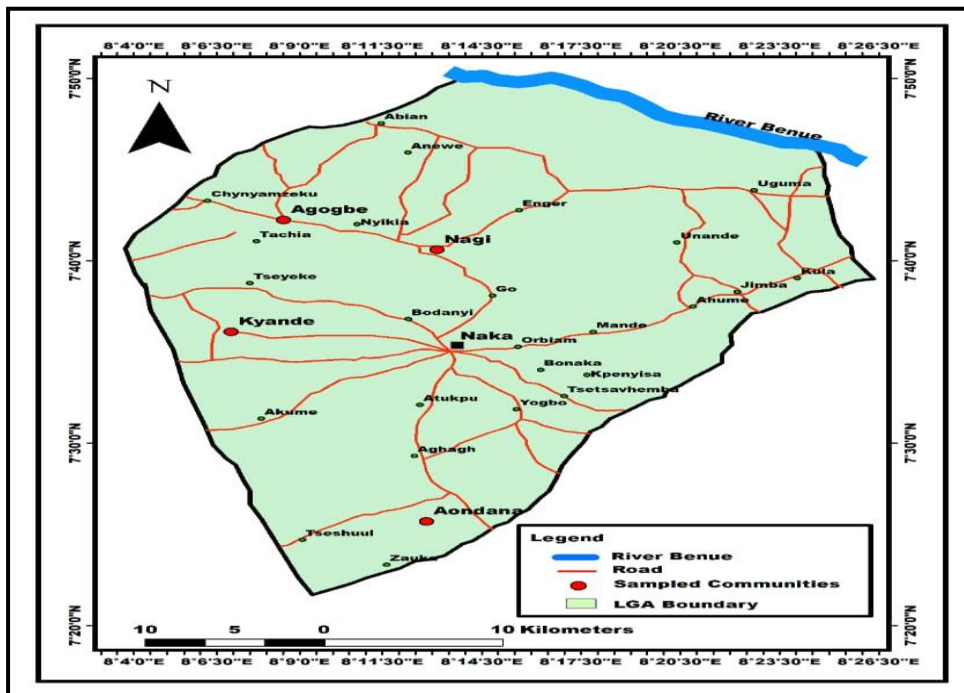 8°4'0"E 8°6'30"E 8°9'0"E 8°11'30"E 8°14'30"E 8°17'30"E 8°20'30"E 8°23'30"E 8°26'30"E
7°50'0"N 7°50'0"N
N
River Benue
Abian
Anewe
Uguma
Chynyamzeku
Agogbe
Enger
Nyikia
Tachia
Nagi
Unande
7°40'0"N 7°40'0"N
Kula
Tseyeke
Go
Jimba
Ahume
Bodanyi
Kyande
Mande
Naka
Orbiam
Bonaka
Kpenyisa
Tsetsavhemba
Atukpu
Yogbo
Akume
7°30'0"N 7°30'0"N
Aghagh
Aondana
Tseshuul
Zauka
Legend
River Benue
Road
Sampled Communities
LGA Boundary
7°20'0"N 7°20'0"N
10 5 0 10 Kilometers
8°4'0"E 8°6'30"E 8°9'0"E 8°11'30"E 8°14'30"E 8°17'30"E 8°20'30"E 8°23'30"E 8°26'30"E